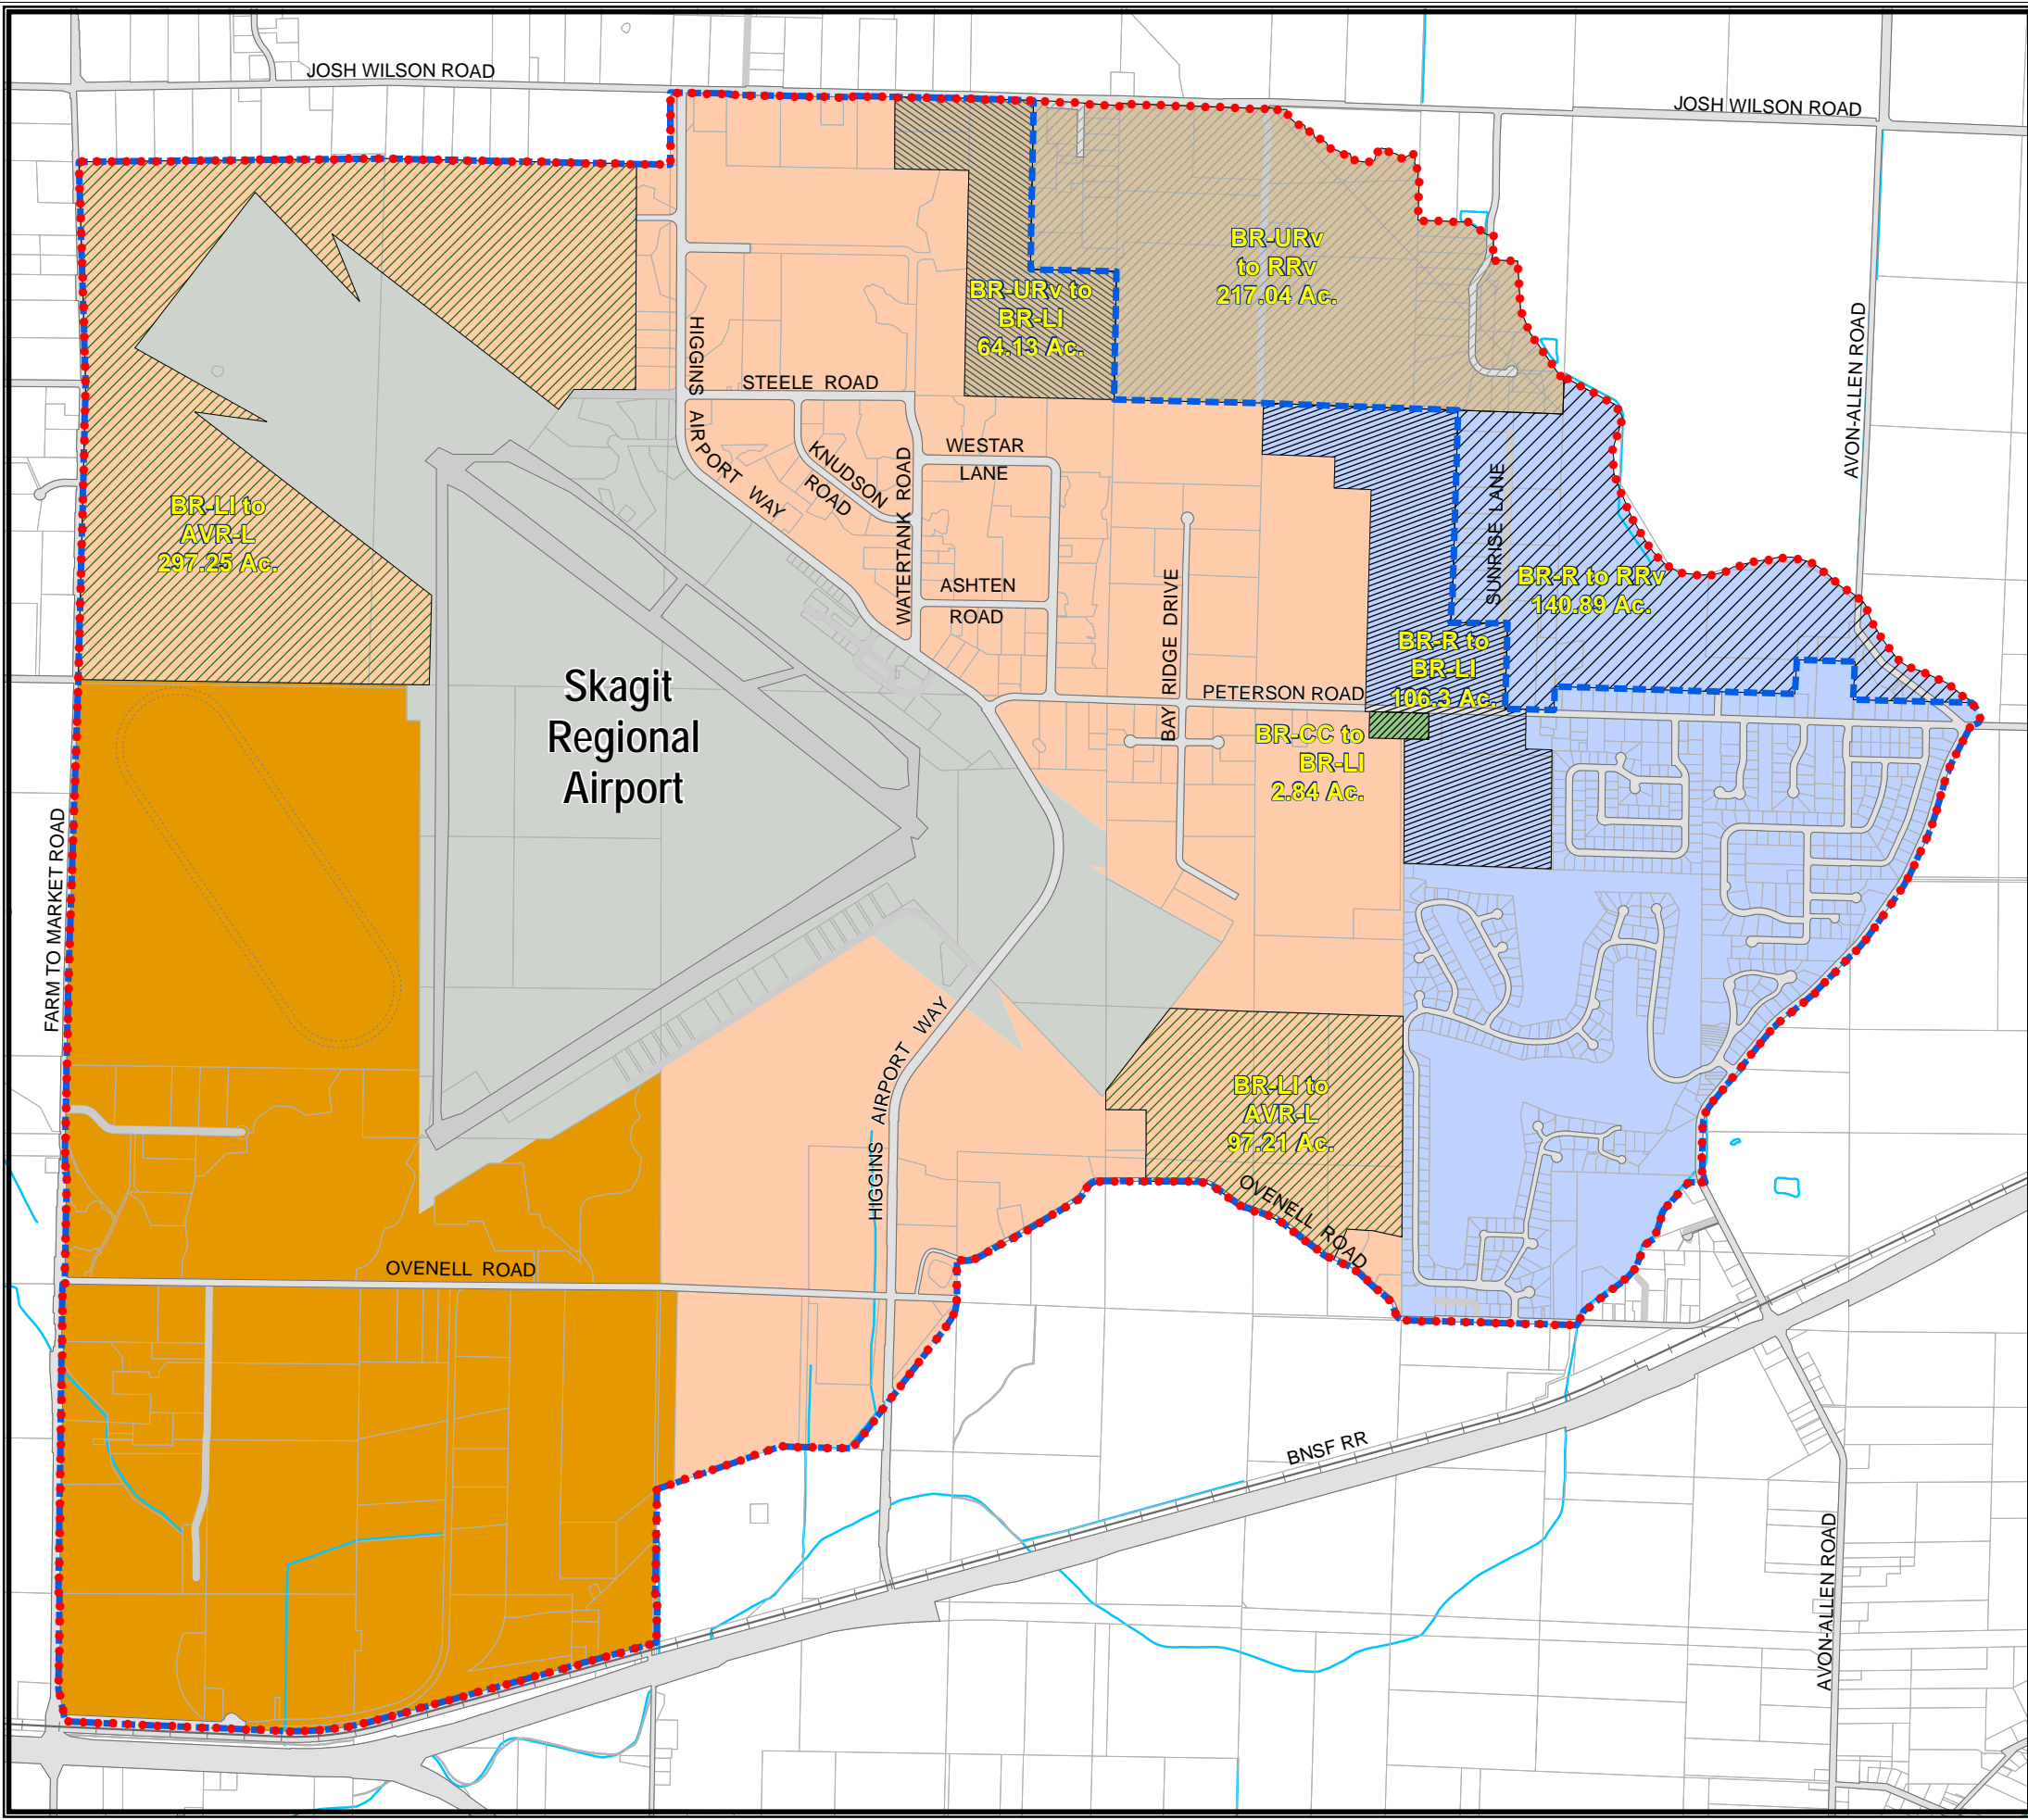 JOSH WILSON ROAD
JOSH WILSON ROAD
BR-URv
to RRv
217.04 Ac.
BR-URv to
BR-LI
64.13 Ac.
AVON-ALLEN ROAD
HIGGINS AIRPORT WAY
STEELE ROAD
KNUDSON
ROAD
WATERTANK ROAD
WESTAR
LANE
SUNRISE LANE
BR-LI to
AVR-L
297.25 Ac.
ASHTEN
ROAD
BAY RIDGE DRIVE
BR-R to RRv
140.89 Ac.
BR-R to
BR-LI
106.3 Ac.
Skagit
Regional
Airport
PETERSON ROAD
BR-CC to
BR-LI
2.84 Ac.
FARM TO MARKET ROAD
HIGGINS AIRPORT WAY
BR-LI to
AVR-L
97.21 Ac.
OVENELL ROAD
OVENELL ROAD
BNSF RR
AVON-ALLEN ROAD